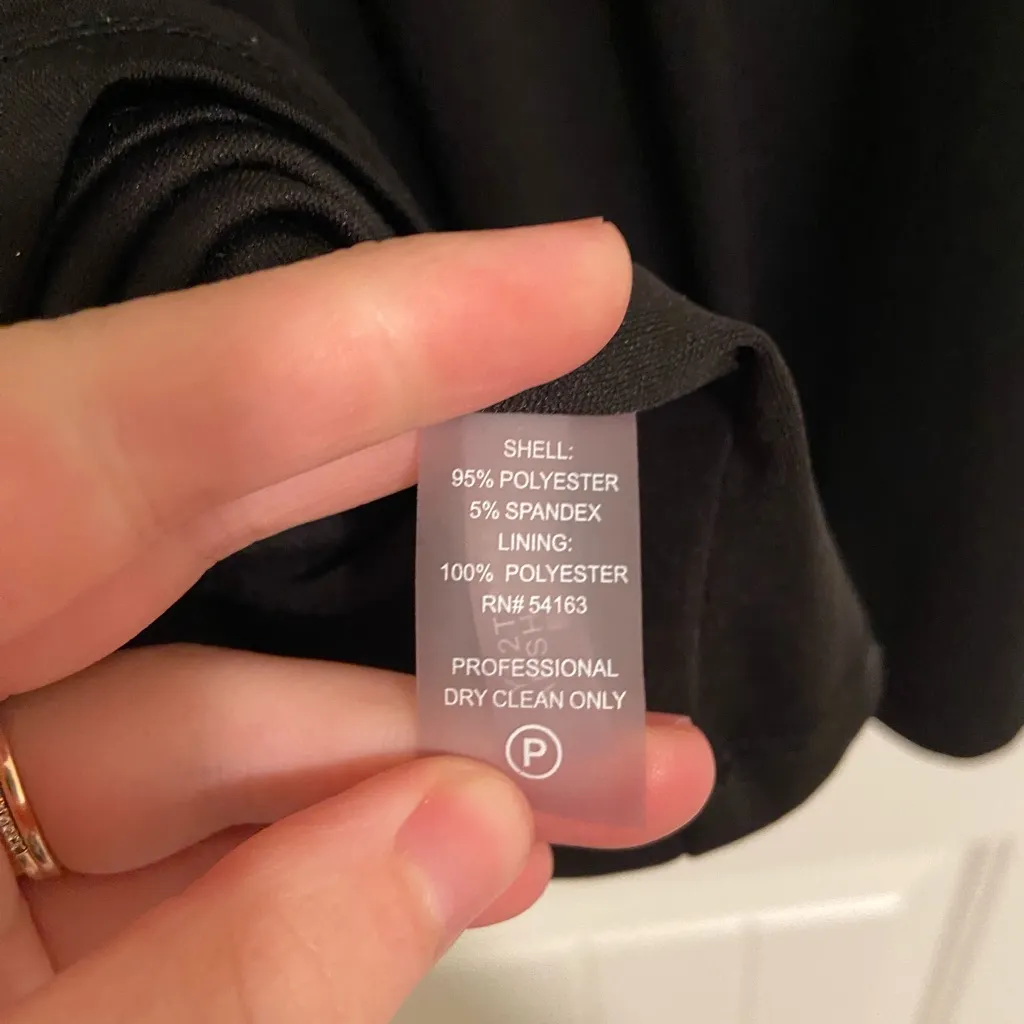 SHELL:
95% POLYESTER
5% SPANDEX
LINING:
100% POLYESTER
RN# 54163
PROFESSIONAL
DRY CLEAN ONLY
P